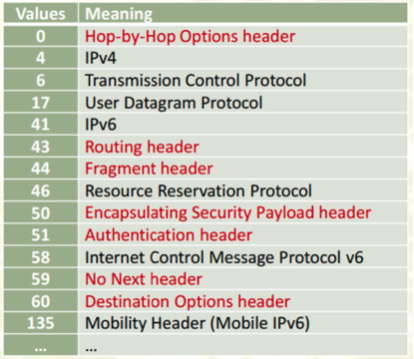 Values Meaning
0 Hop-by-Hop Options header
4 IPv4
6 Transmission Control Protocol
17 User Datagram Protocol
41 IPv6
43 Routing header
44 Fragment header
46 Resource Reservation Protocol
50 Encapsulating Security Payload header
51 Authentication header
58 Internet Control Message Protocol v6
59 No Next header
60 Destination Options header
135 Mobility Header (Mobile IPv6)
... ...